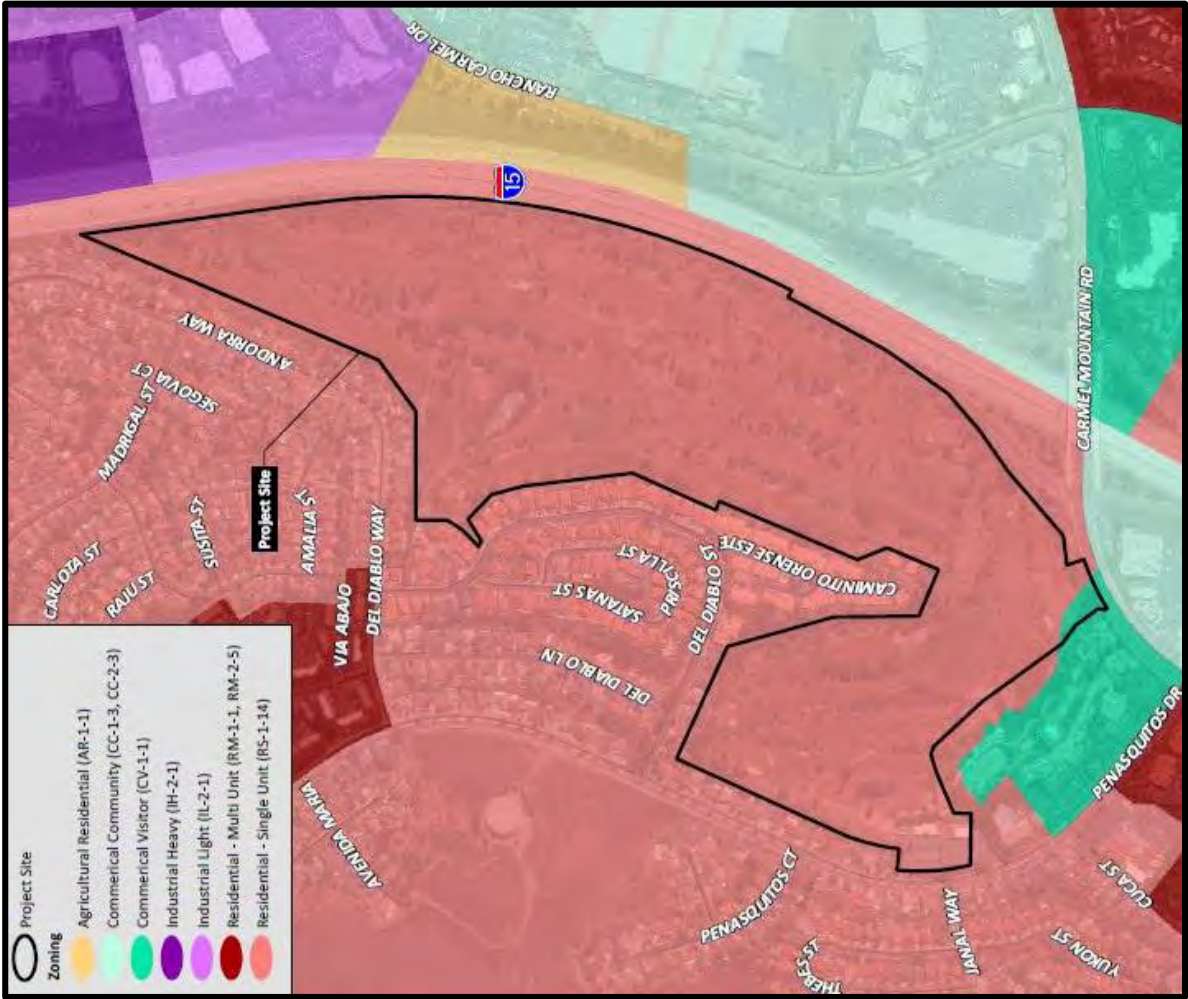 Project Site
Zoning
Agricultural Residential (AR-1-1)
Commerical Community (CC-1-3, CC-2-3)
Commerical Visitor (CV-1-1)
Industrial Heavy (IH-2-1)
Industrial Light (IL-2-1)
Residential - Multi Unit (RM-1-1, RM-2-5)
Residential - Single Unit (RS-1-14)
RANCHO CARMEL DR
15
ANDORRA WAY
SEGOVIA CT
MADRIGAL ST
Project Site
SUSITA ST
CARLOTA ST
RAIU ST
AMALIA ST
DEL DIABLO WAY
VIA ABAJO
CARMEL MOUNTAIN RD
PRISCILLA ST
SATANAS ST
DEL DIABLO ST
CAMINITO ORENSE ESTE
DEL DIABLO LN
AVENIDA MARIA
PENASQUITOS DR
PENASQUITOS CT
JANAL WAY
CUCA ST
YUKON ST
THEBES ST